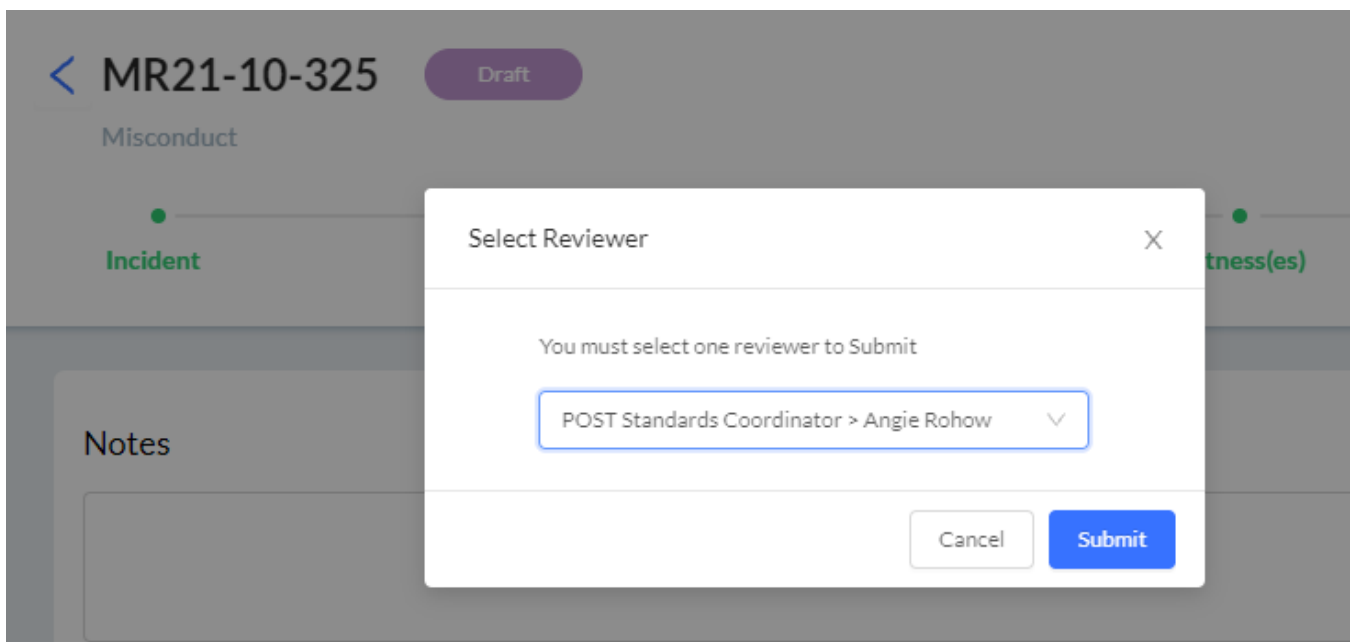 MR21-10-325 Draft
Misconduct
Select Reviewer
Incident
tness(es)
You must select one reviewer to Submit
POST Standards Coordinator > Angie Rohow
Notes
Cancel Submit